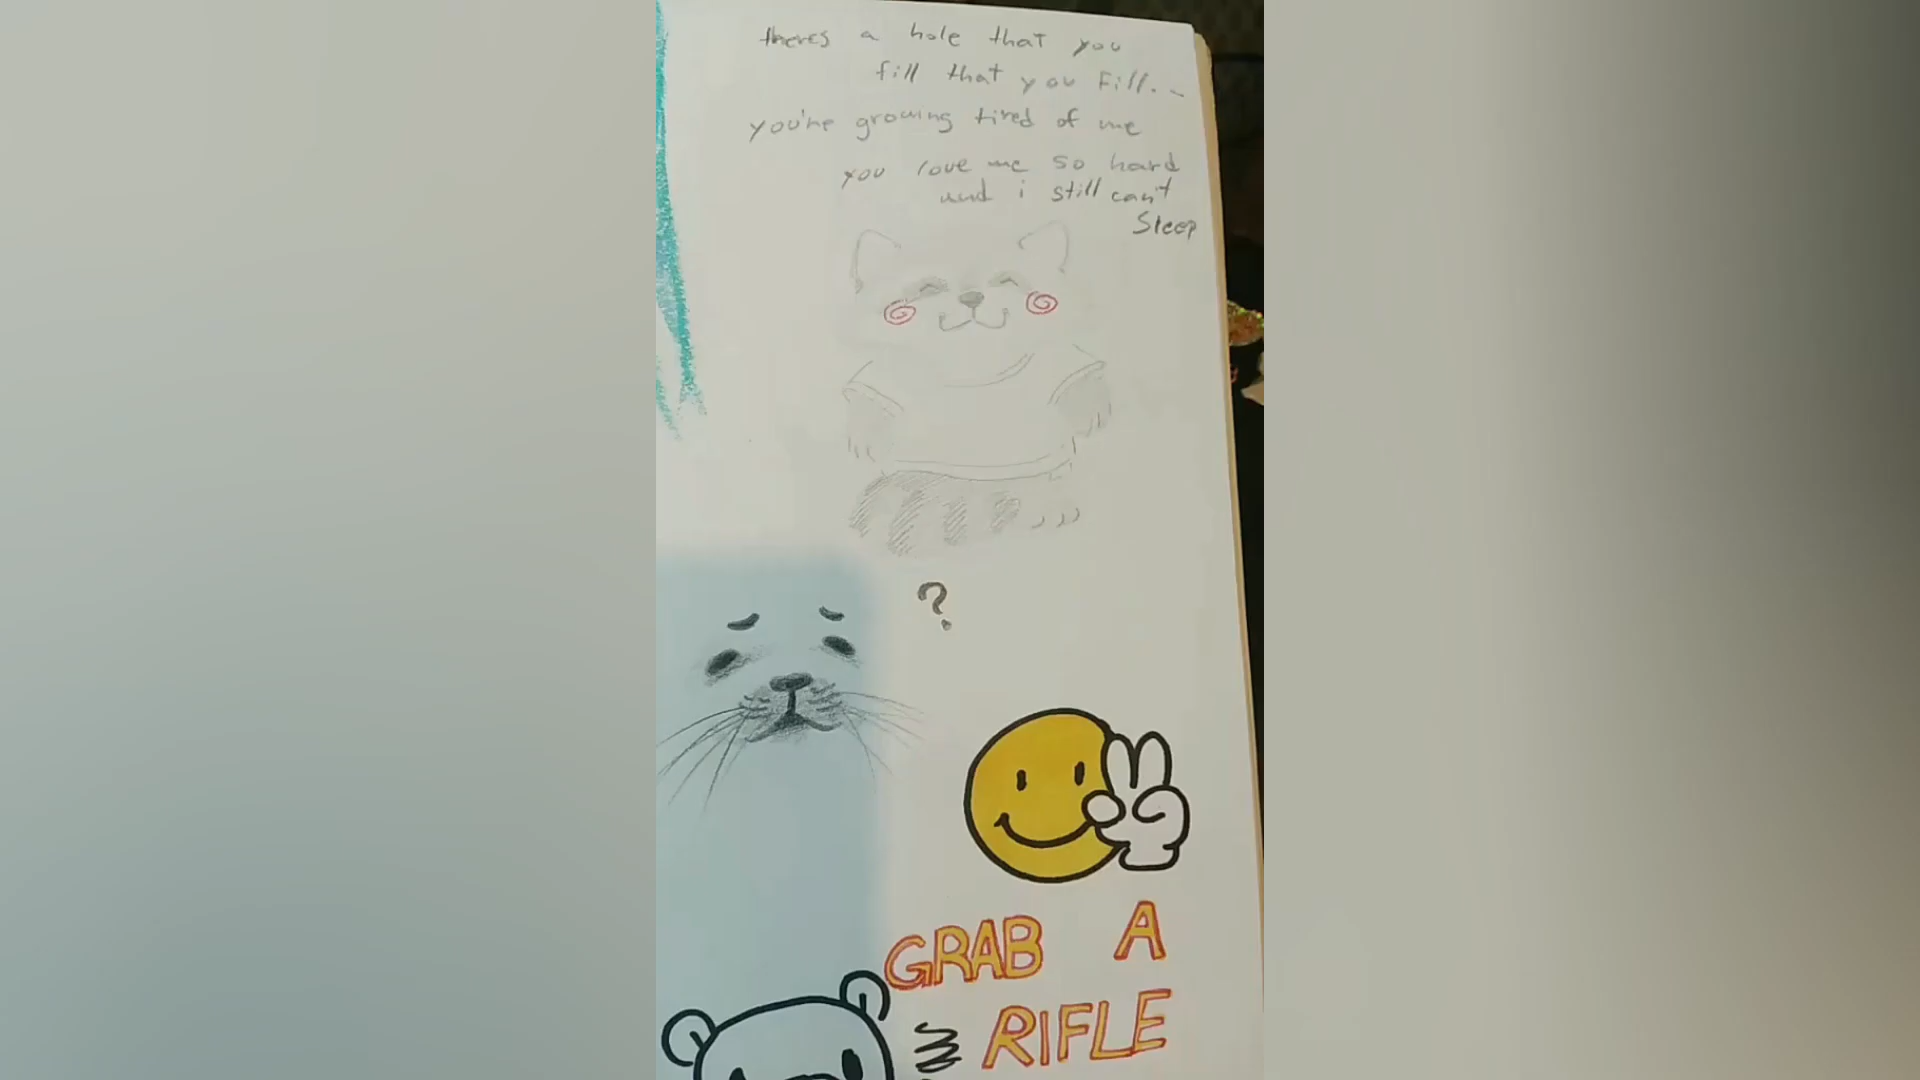 theres a hole that you
fill that you fill..
you're growing tired of me
you love me so hard
and i still can't
Sleep
?
GRAB A
RIFLE